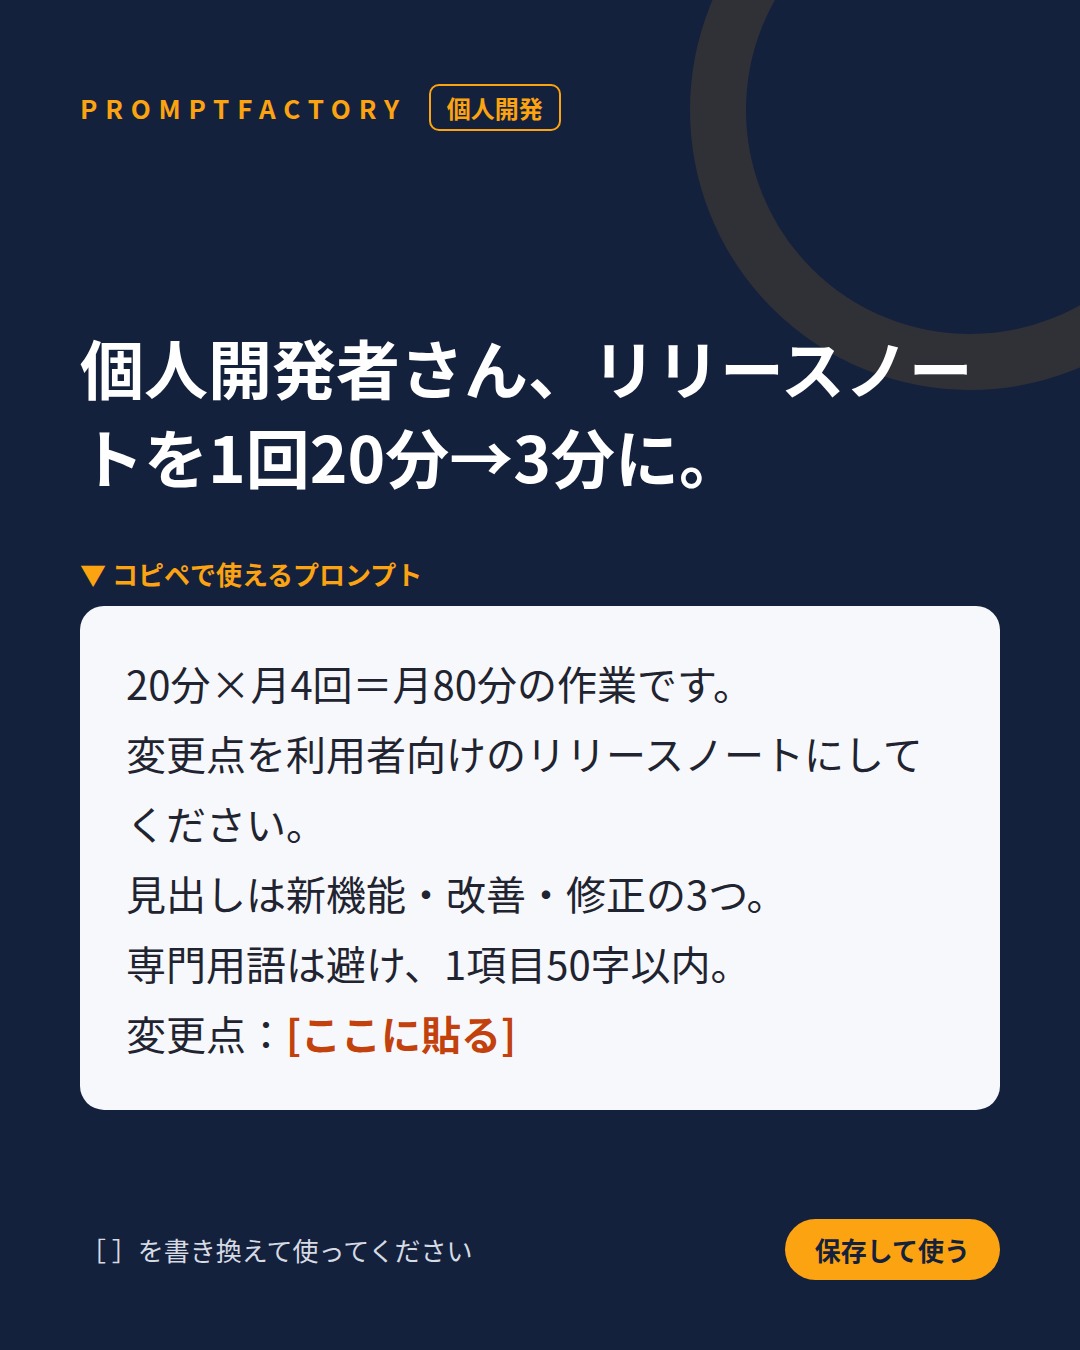 PROMPTFACTORY 個人開発
個人開発者さん、リリースノー
トを1回20分→3分に。
▼コピペで使えるプロンプト
20分×月4回＝月80分の作業です。
変更点を利用者向けのリリースノートにして
ください。
見出しは新機能・改善・修正の3つ。
専門用語は避け、1項目50字以内。
変更点：[ここに貼る]
［ ］を書き換えて使ってください
保存して使う